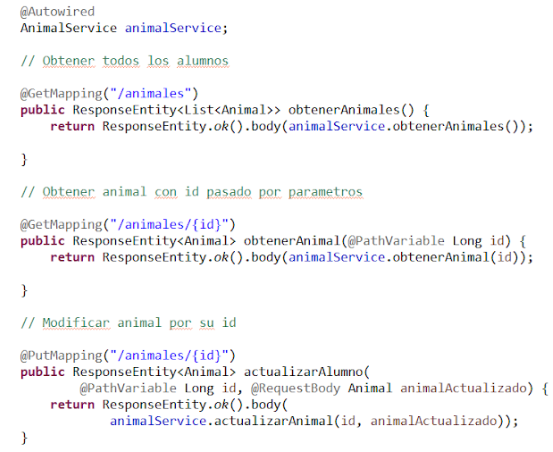 @Autowired
AnimalService animalService;
// Obtener todos los alumnos
@GetMapping("/animales")
public ResponseEntity<List<Animal>> obtenerAnimales() {
    return ResponseEntity.ok().body(animalService.obtenerAnimales());
}
// Obtener animal con id pasado por parametros
@GetMapping("/animales/{id}")
public ResponseEntity<Animal> obtenerAnimal(@PathVariable Long id) {
    return ResponseEntity.ok().body(animalService.obtenerAnimal(id));
}
// Modificar animal por su id
@PutMapping("/animales/{id}")
public ResponseEntity<Animal> actualizarAlumno(
        @PathVariable Long id, @RequestBody Animal animalActualizado) {
    return ResponseEntity.ok().body(
            animalService.actualizarAnimal(id, animalActualizado));
}